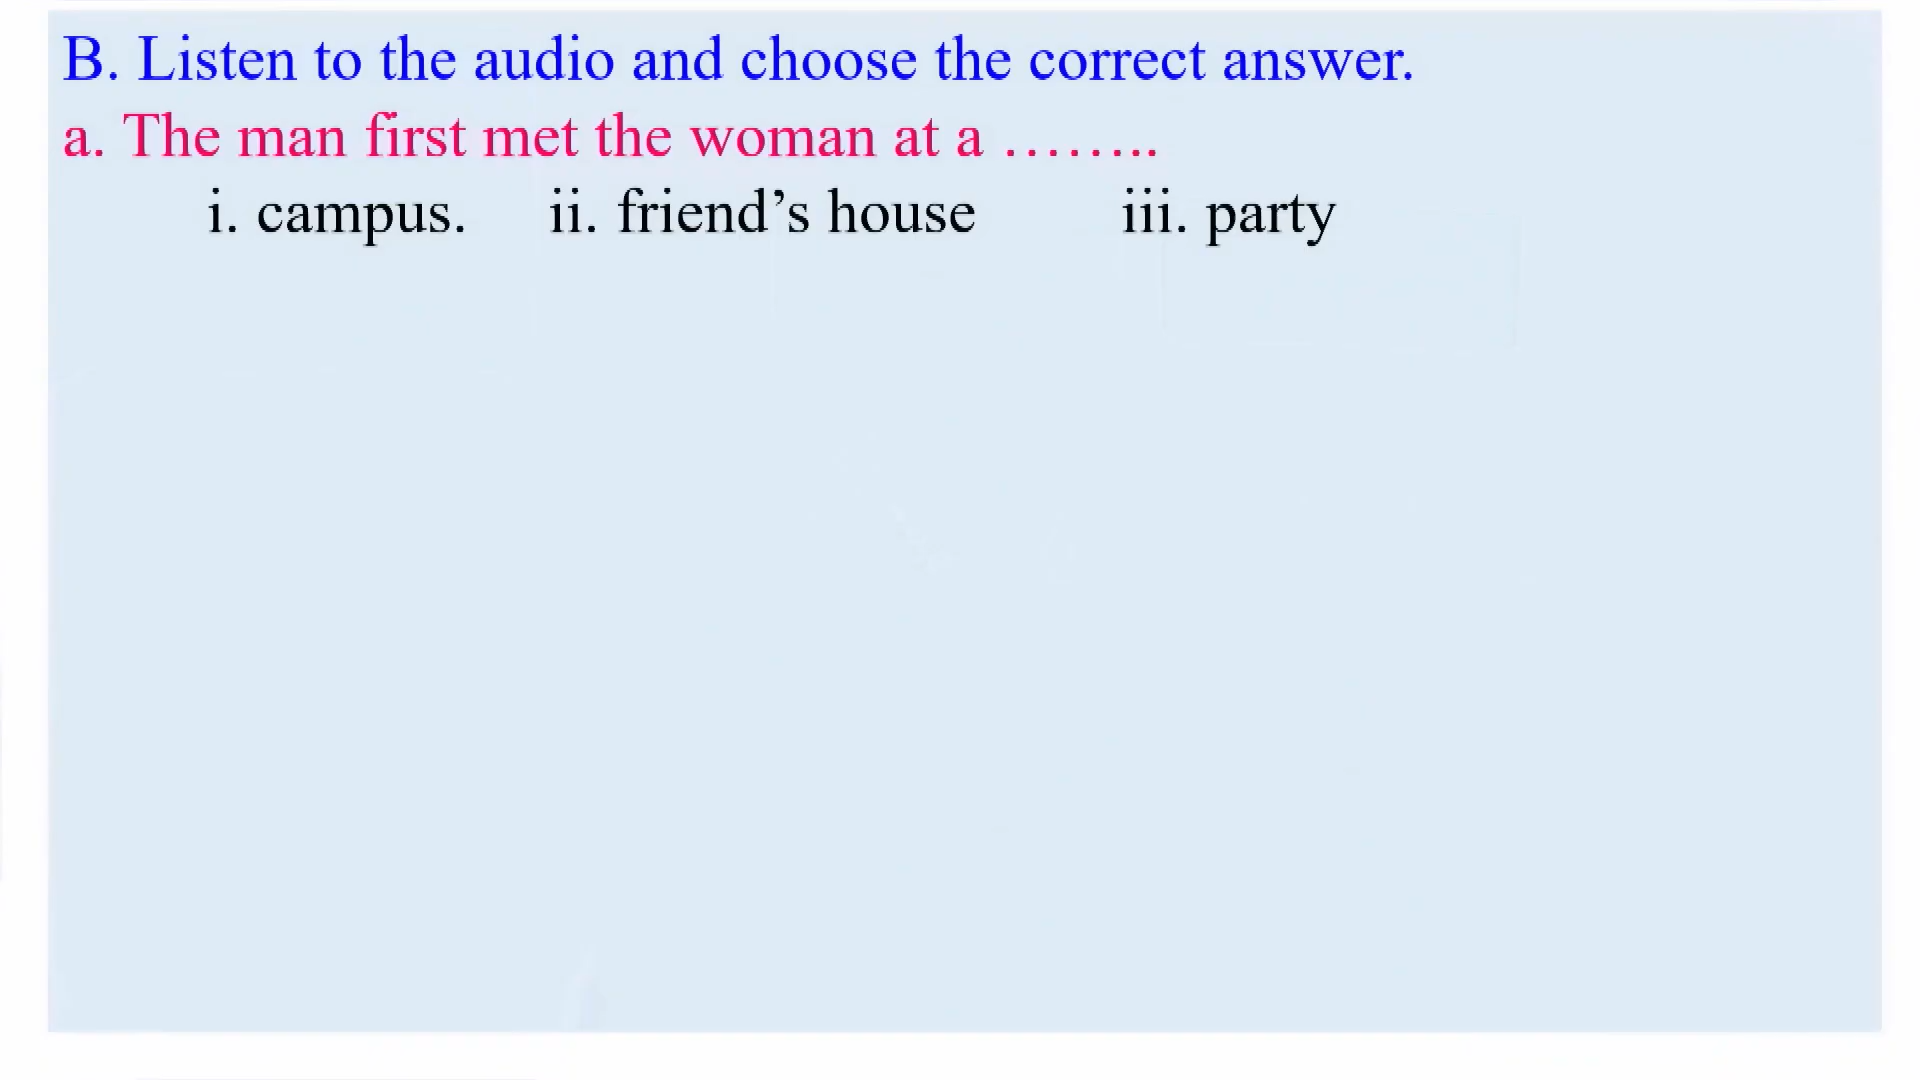 B. Listen to the audio and choose the correct answer.
a. The man first met the woman at a ……..
i. campus. ii. friend’s house iii. party